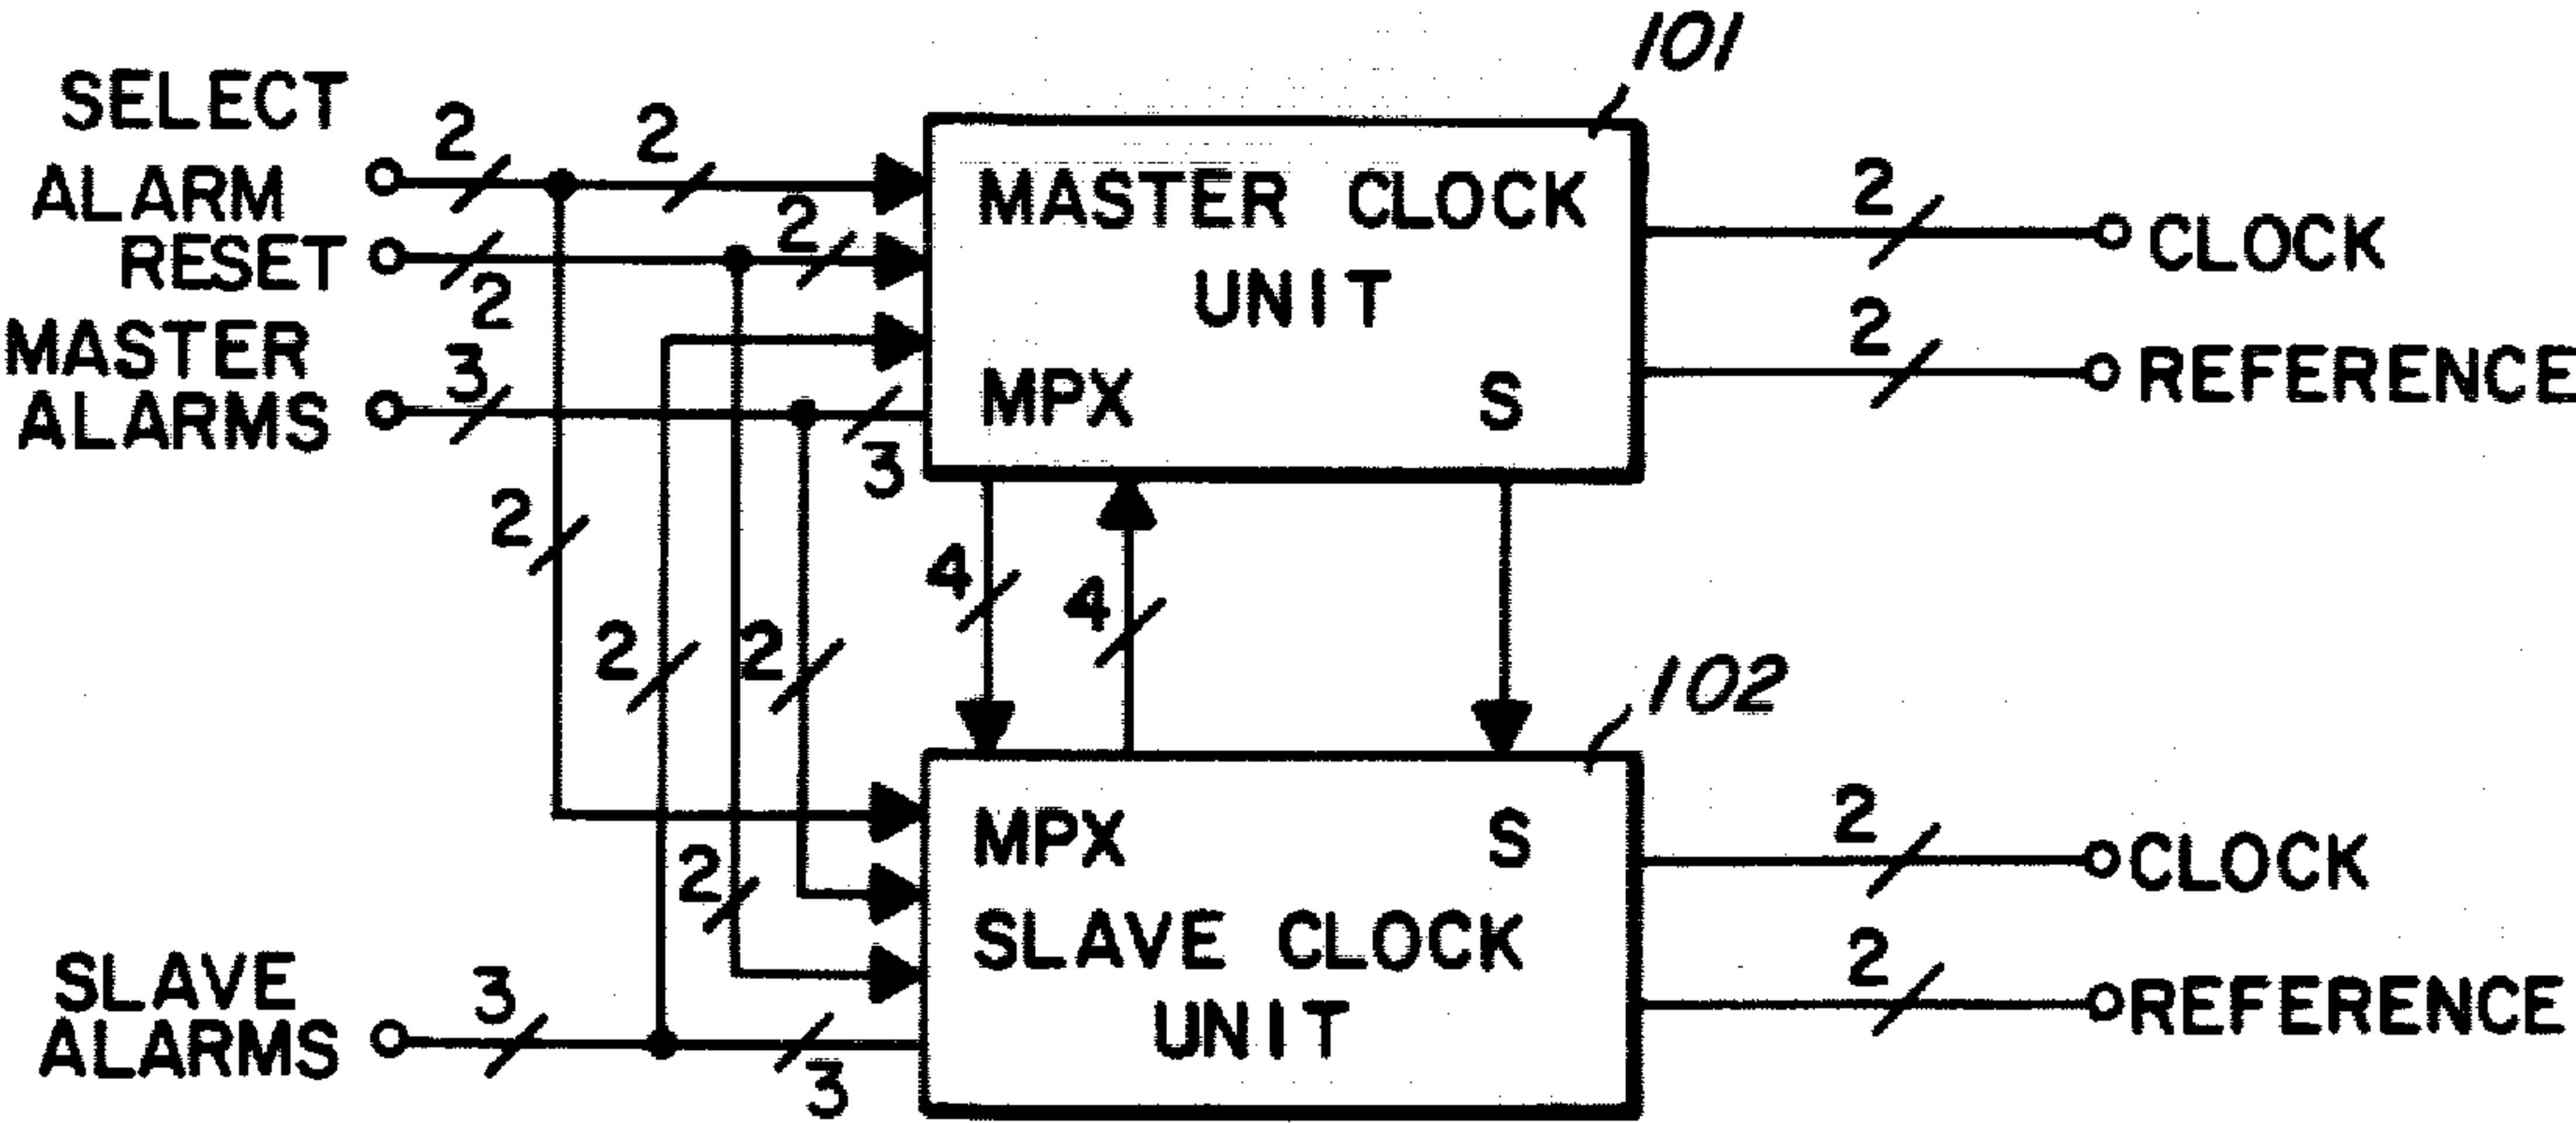 101
SELECT
2
2
ALARM
MASTER CLOCK
2
2
CLOCK
RESET
2
UNIT
MASTER
ALARMS
3
3
MPX
S
2
REFERENCE
2
4
4
2
2
102
MPX
S
2
CLOCK
2
SLAVE CLOCK
UNIT
SLAVE
ALARMS
3
3
2
REFERENCE